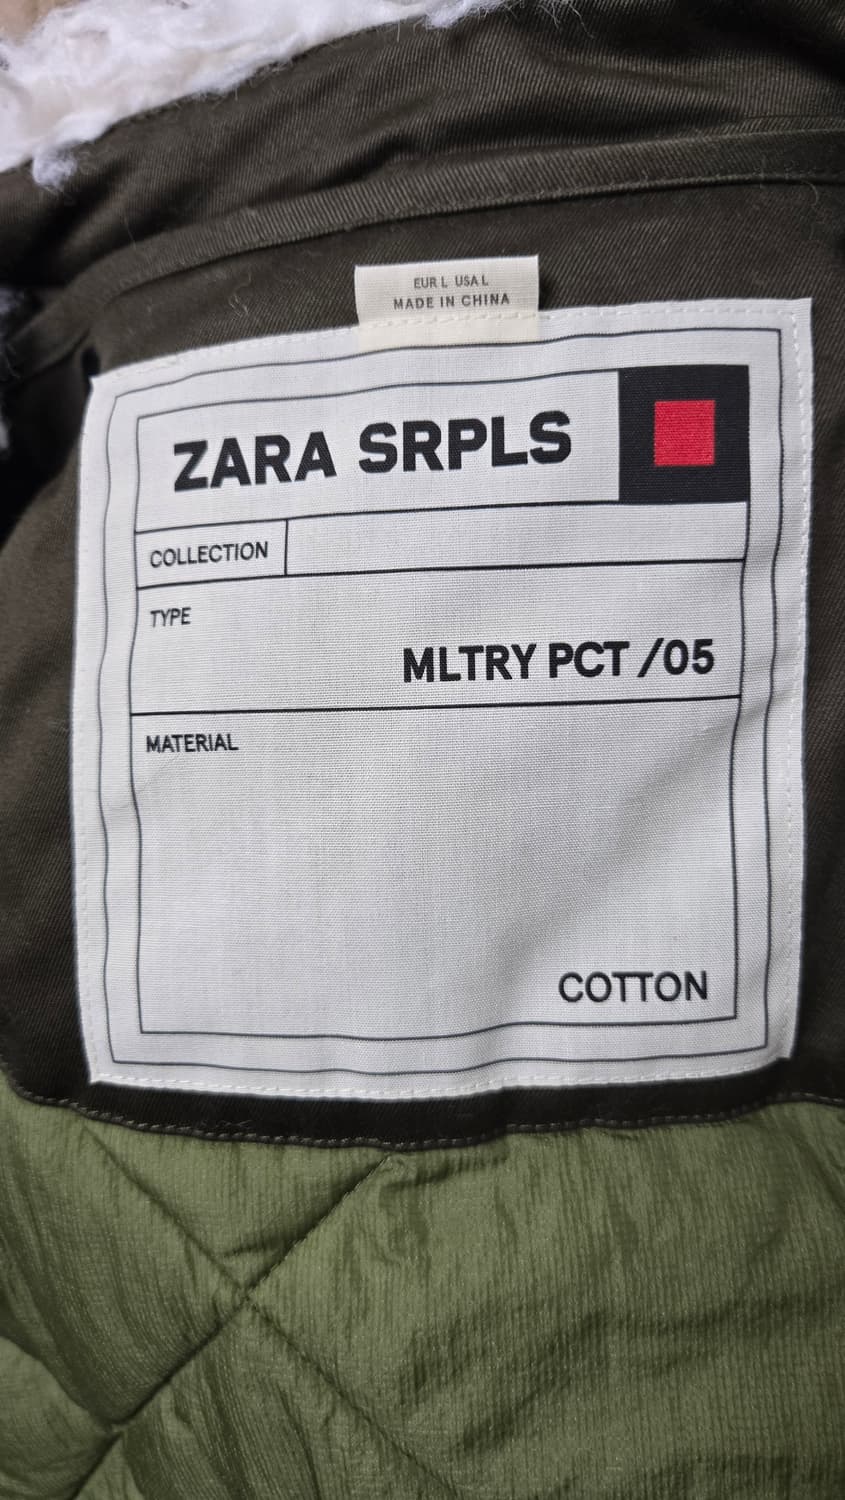 EUR L USA L
MADE IN CHINA
ZARA SRPLS
COLLECTION
TYPE
MLTRY PCT /05
MATERIAL
COTTON